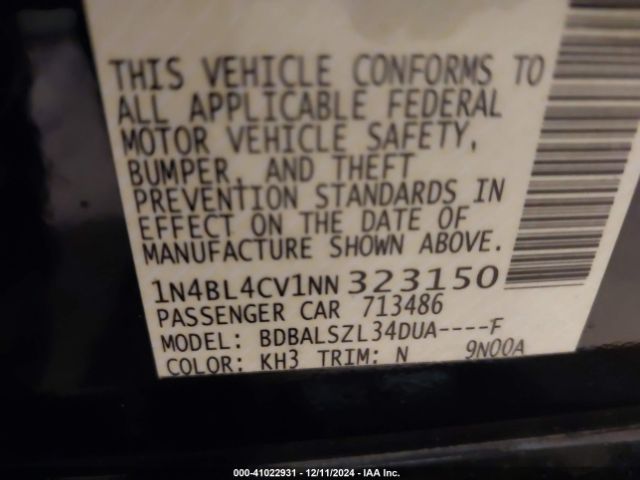 THIS VEHICLE CONFORMS TO
ALL APPLICABLE FEDERAL
MOTOR VEHICLE SAFETY,
BUMPER, AND THEFT
PREVENTION STANDARDS IN
EFFECT ON THE DATE OF
MANUFACTURE SHOWN ABOVE.
1N4BL4CV1NN323150
PASSENGER CAR 713486
MODEL: BDBALSZL34DUA----F
COLOR: KH3 TRIM: N 9N00A
000-41022931 - 12/11/2024 - IAA Inc.